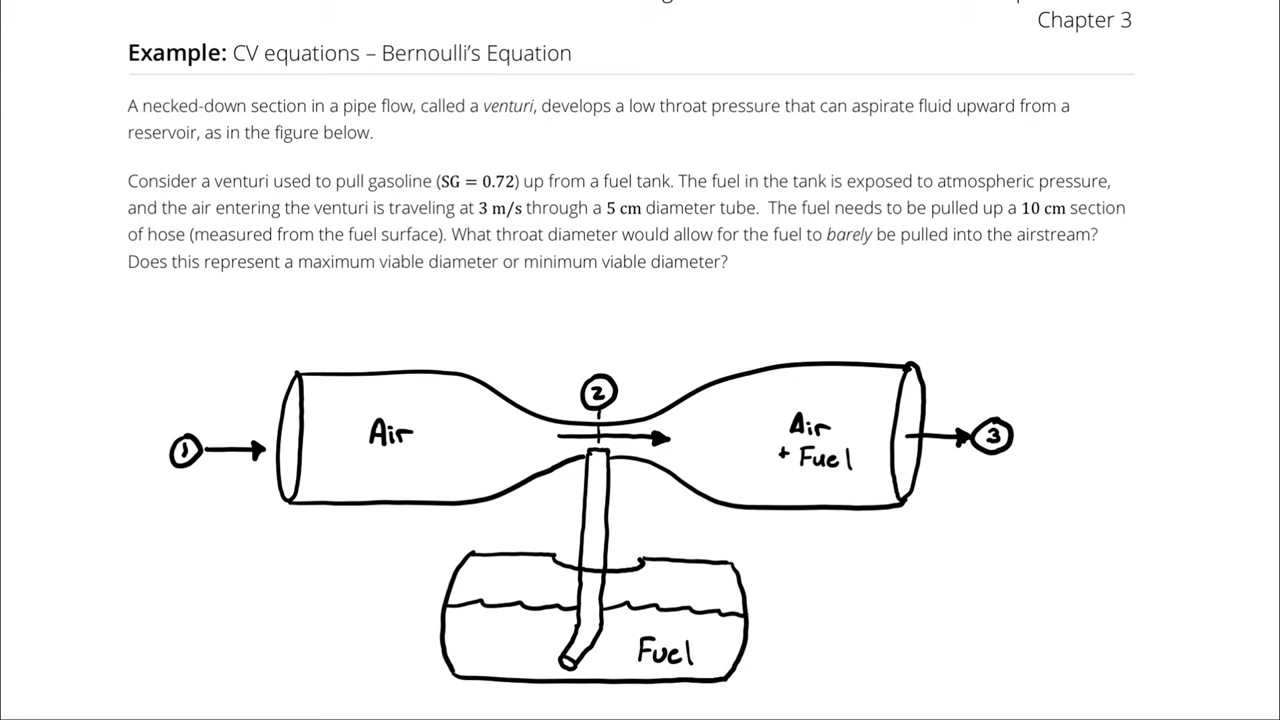 Chapter 3
Example: CV equations – Bernoulli’s Equation
A necked-down section in a pipe flow, called a venturi, develops a low throat pressure that can aspirate fluid upward from a
reservoir, as in the figure below.
Consider a venturi used to pull gasoline (SG = 0.72) up from a fuel tank. The fuel in the tank is exposed to atmospheric pressure,
and the air entering the venturi is traveling at 3 m/s through a 5 cm diameter tube. The fuel needs to be pulled up a 10 cm section
of hose (measured from the fuel surface). What throat diameter would allow for the fuel to barely be pulled into the airstream?
Does this represent a maximum viable diameter or minimum viable diameter?
2
Air
Air
+ Fuel
1
3
Fuel